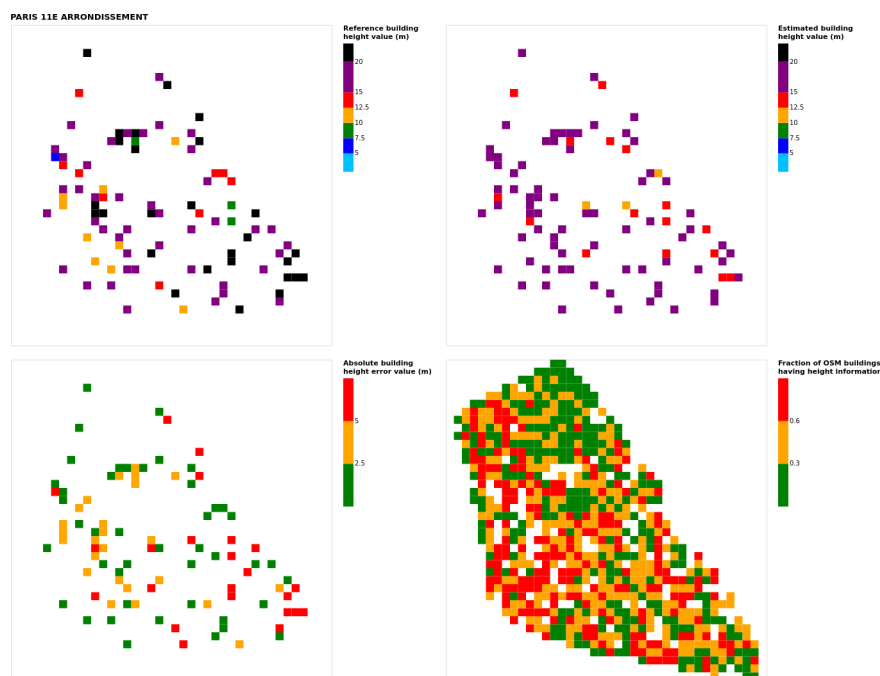 PARIS 11E ARRONDISSEMENT
Reference building
height value (m)
20
15
12.5
10
7.5
5
Estimated building
height value (m)
20
15
12.5
10
7.5
5
Absolute building
height error value (m)
5
2.5
Fraction of OSM buildings
having height information
0.6
0.3